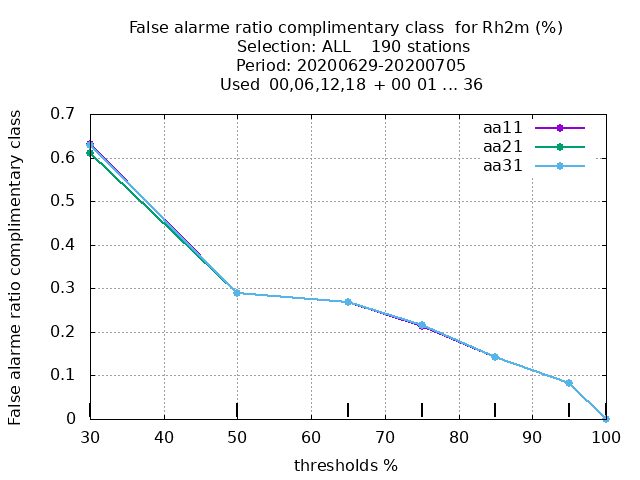 False alarme ratio complimentary class  for Rh2m (%)
Selection: ALL    190 stations
Period: 20200629-20200705
Used  00,06,12,18  + 00 01 ... 36
False alarme ratio complimentary class
0.7
0.6
0.5
0.4
0.3
0.2
0.1
0
aa11
aa21
aa31
30 40 50 60 70 80 90 100
thresholds %